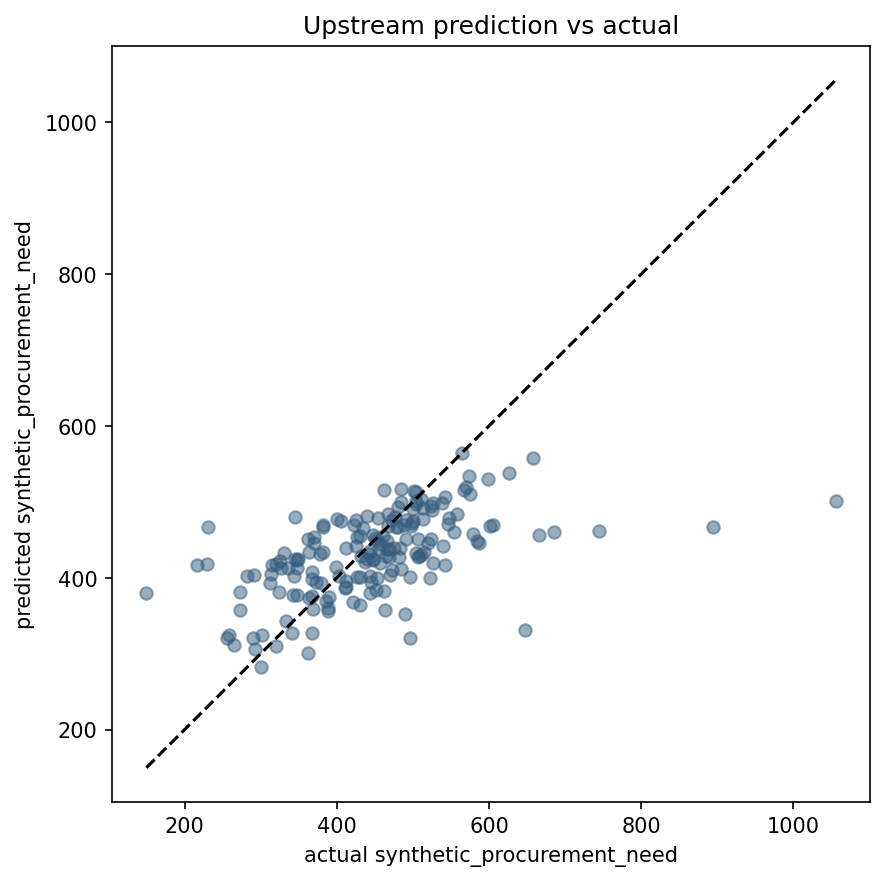 Upstream prediction vs actual
1000
800
600
400
200
predicted synthetic_procurement_need
200 400 600 800 1000
actual synthetic_procurement_need